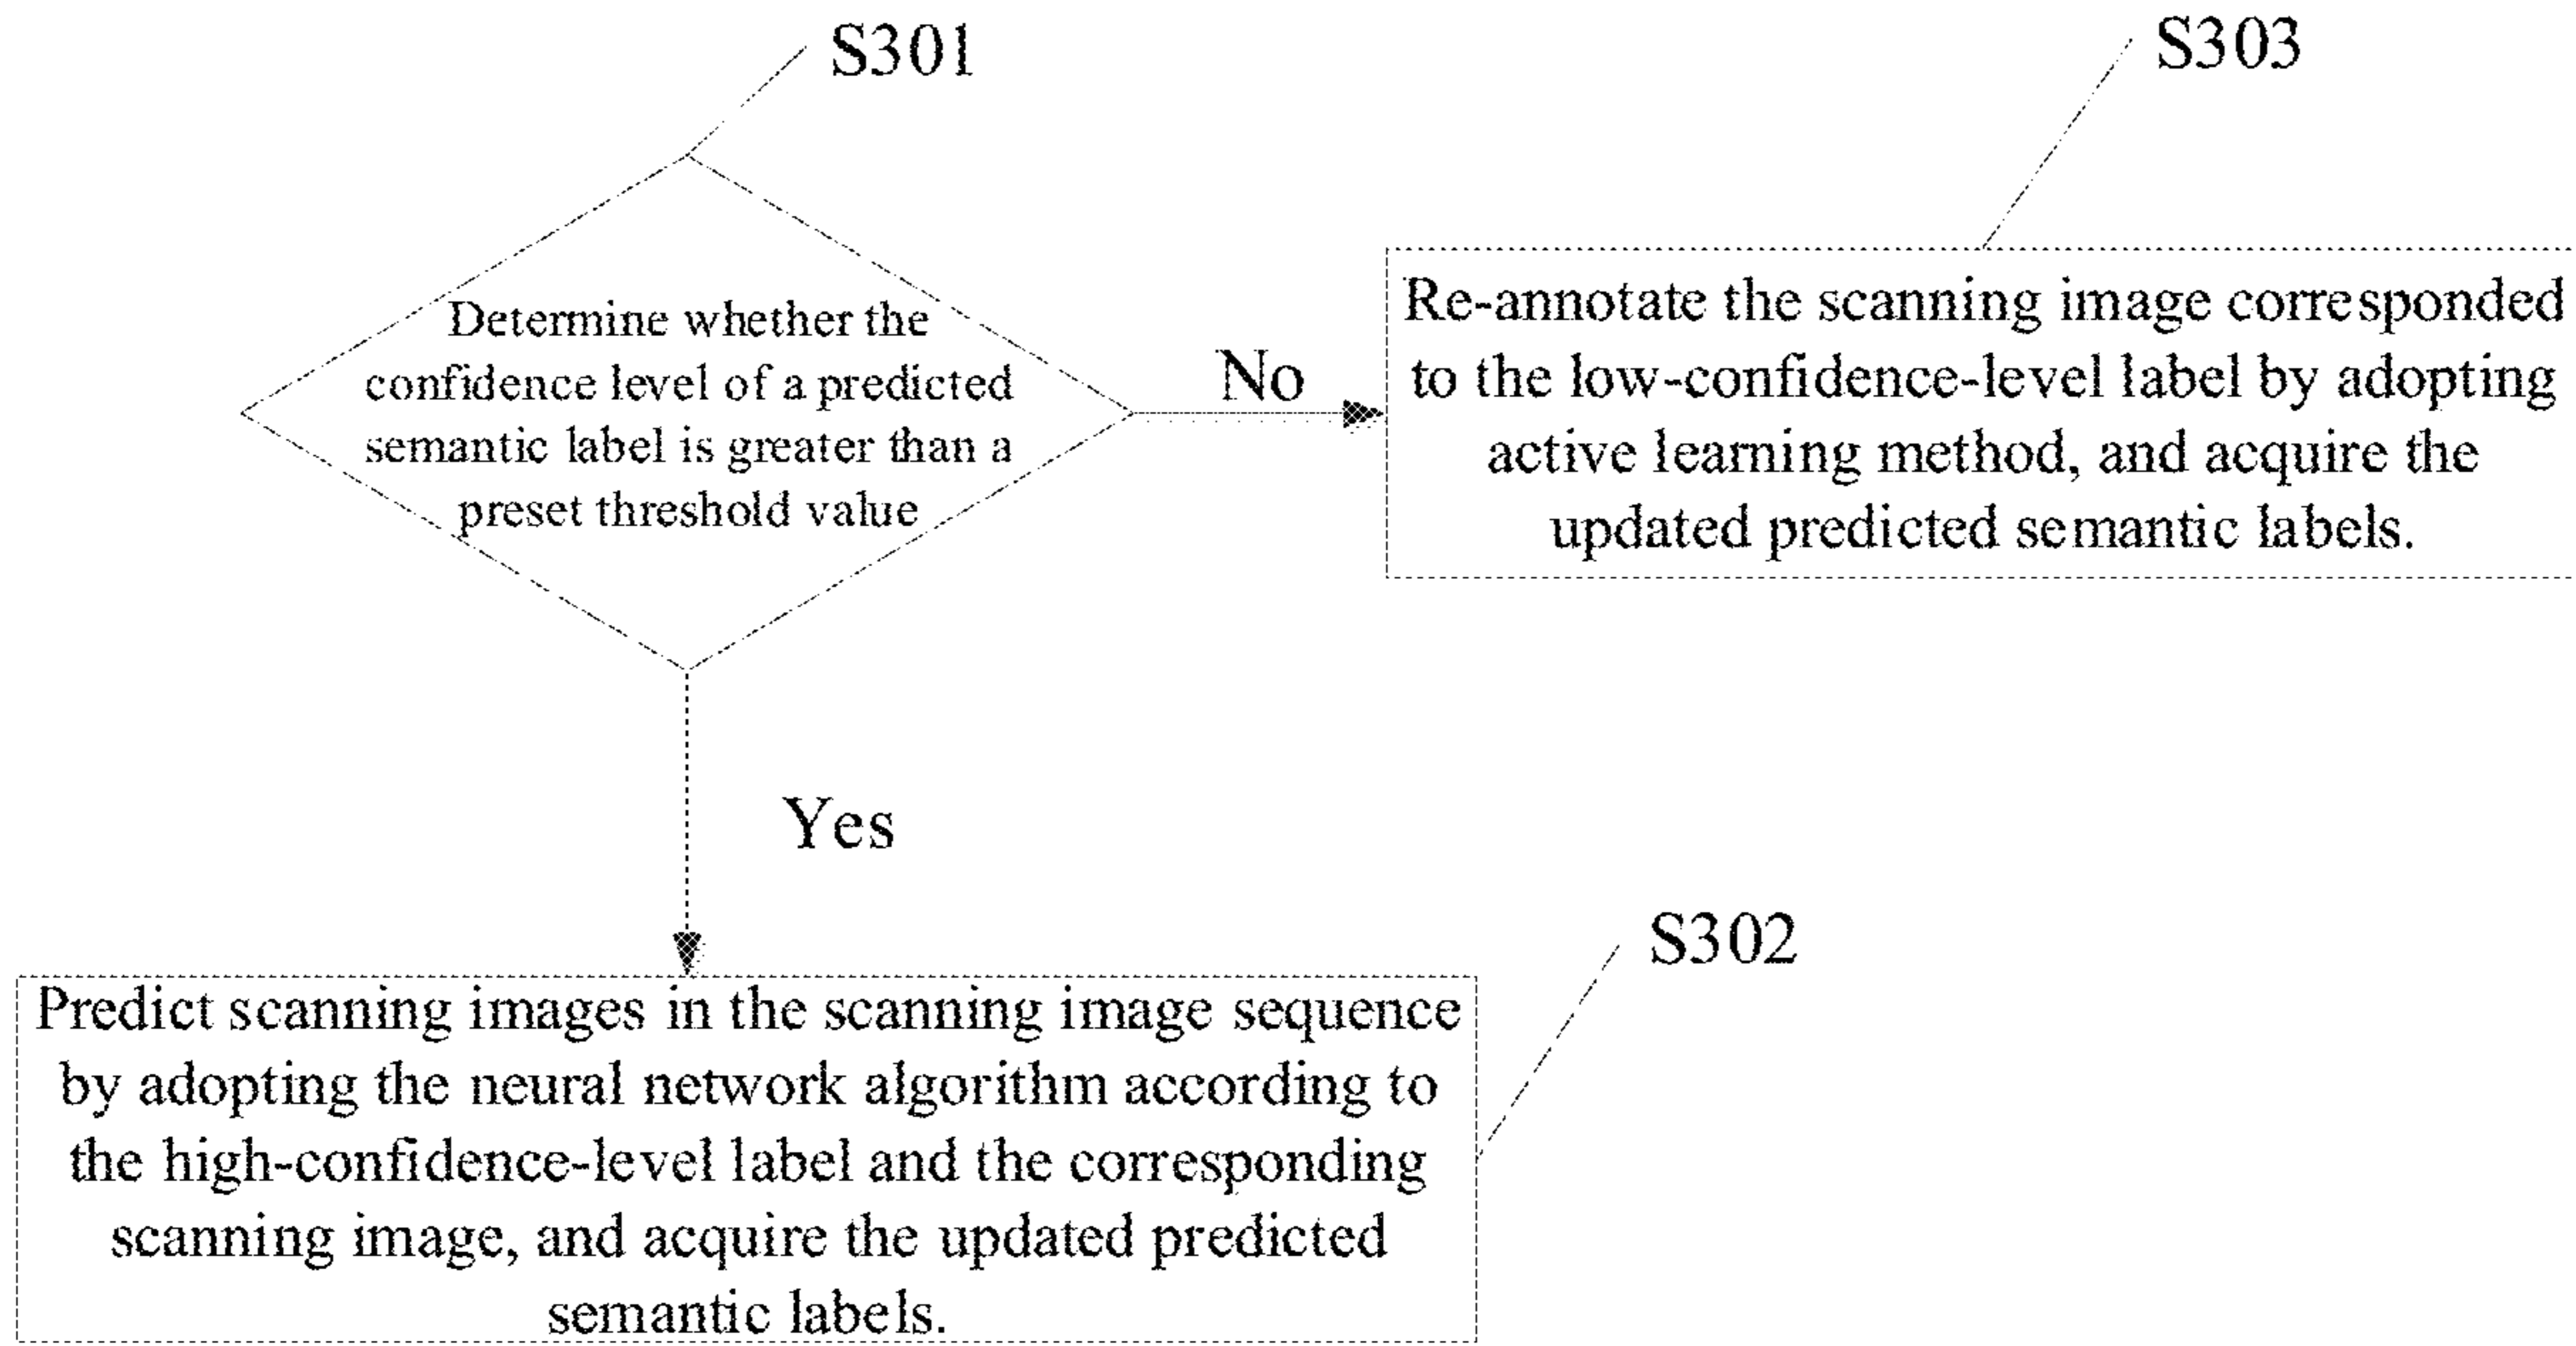 S301
Determine whether the
confidence level of a predicted
semantic label is greater than a
preset threshold value
No
S303
Re-annotate the scanning image corresponded
to the low-confidence-level label by adopting
active learning method, and acquire the
updated predicted semantic labels.
Yes
S302
Predict scanning images in the scanning image sequence
by adopting the neural network algorithm according to
the high-confidence-level label and the corresponding
scanning image, and acquire the updated predicted
semantic labels.